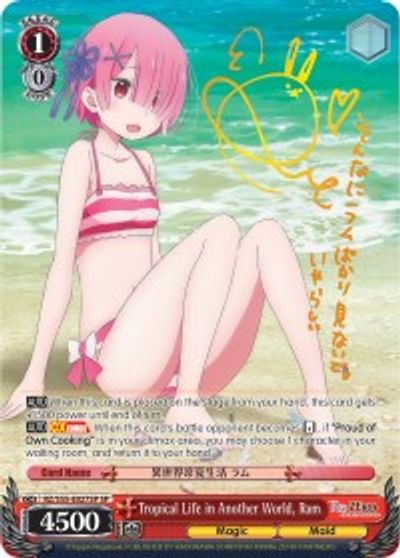 1
0
そんなに
ラムばかり
見ないで
いやらしい
When this card is placed on the stage from your hand, this card gets
+1500 power until end of turn.
When this card's battle opponent becomes, if "Proud of
Own Cooking" is in your climax area, you may choose 1 character in your
waiting room, and return it to your hand.
Card Name
異世界常夏生活 ラム
Tropical Life in Another World, Ram
4500
Magic
Maid